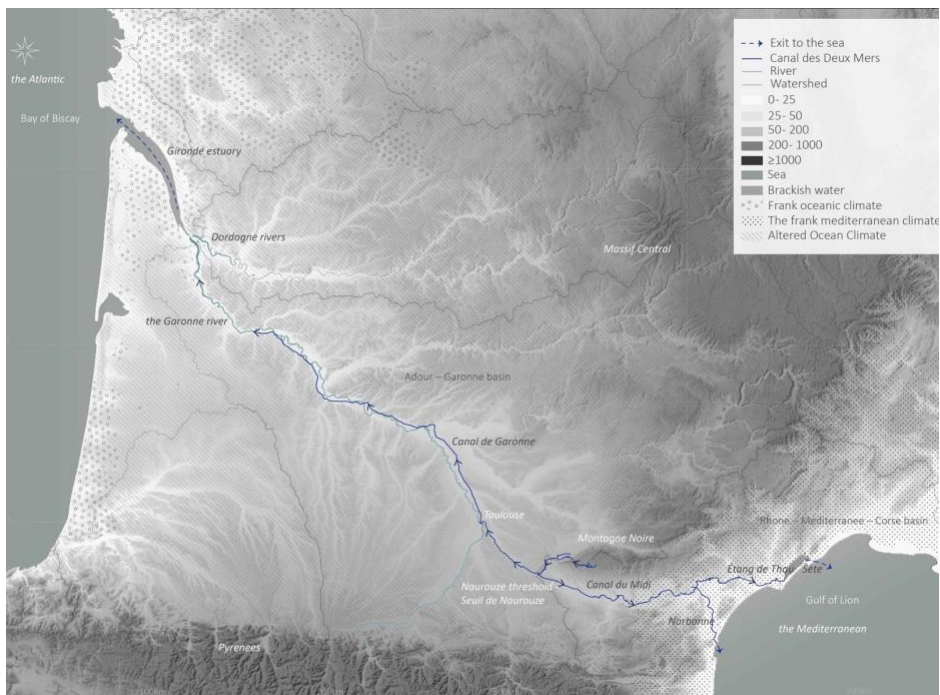 Exit to the sea
Canal des Deux Mers
River
Watershed
0- 25
25- 50
50- 200
200- 1000
≥1000
Sea
Brackish water
Frank oceanic climate
The frank mediterranean climate
Altered Ocean Climate
the Atlantic
Bay of Biscay
Gironde estuary
Dordogne rivers
Massif Central
the Garonne river
Adour – Garonne basin
Canal de Garonne
Toulouse
Rhone – Mediterranee – Corse basin
Montagne Noire
Étang de Thau
Sète
Naurouze threshold
Seuil de Naurouze
Canal du Midi
Gulf of Lion
Narbonne
the Mediterranean
Pyrenees